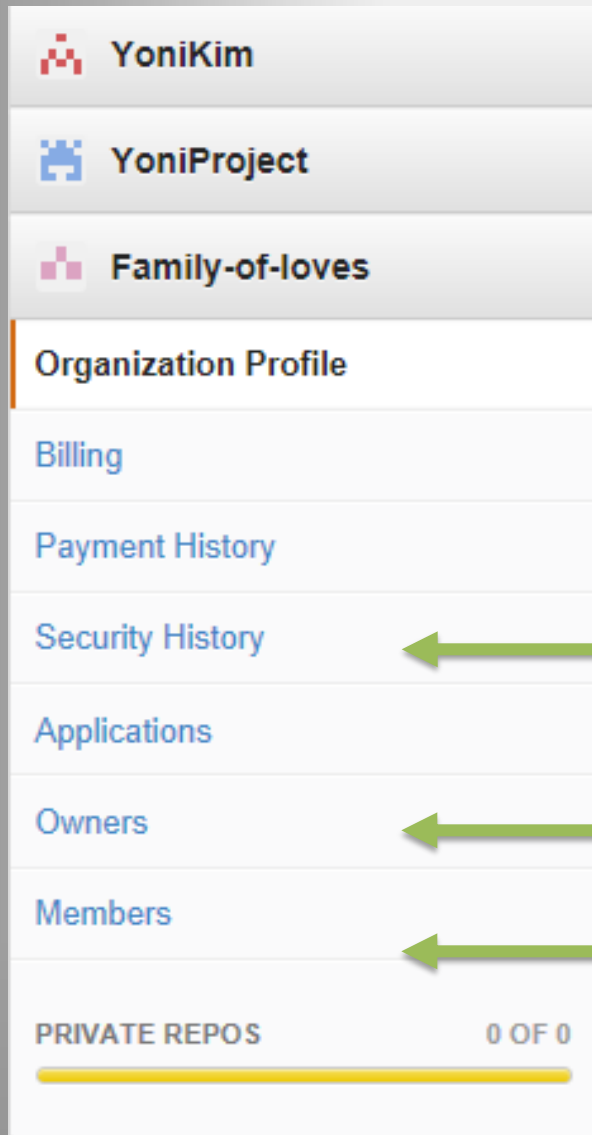 YoniKim
YoniProject
Family-of-loves
Organization Profile
Billing
Payment History
Security History
Applications
Owners
Members
PRIVATE REPOS 0 OF 0